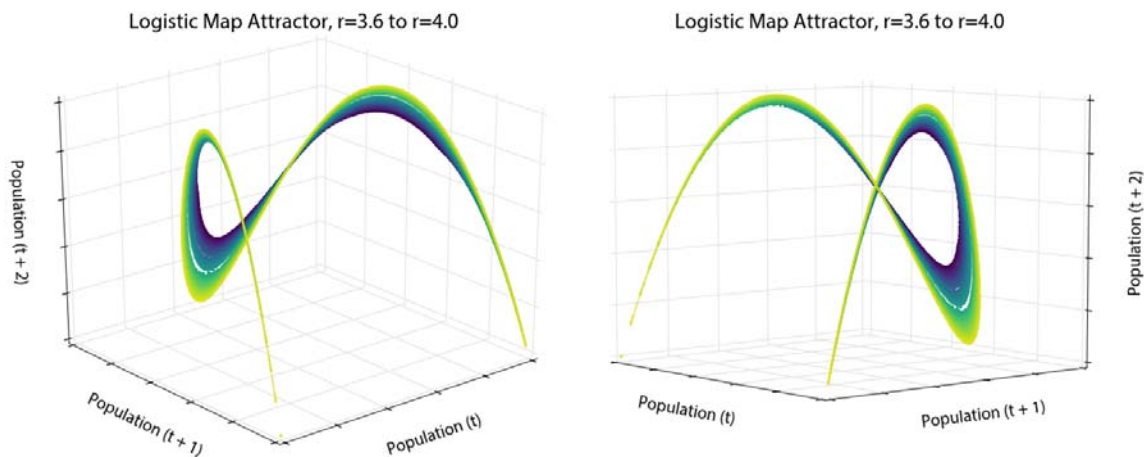 Logistic Map Attractor, r=3.6 to r=4.0
Population (t + 2)
Population (t + 1)
Population (t)
Logistic Map Attractor, r=3.6 to r=4.0
Population (t + 2)
Population (t)
Population (t + 1)